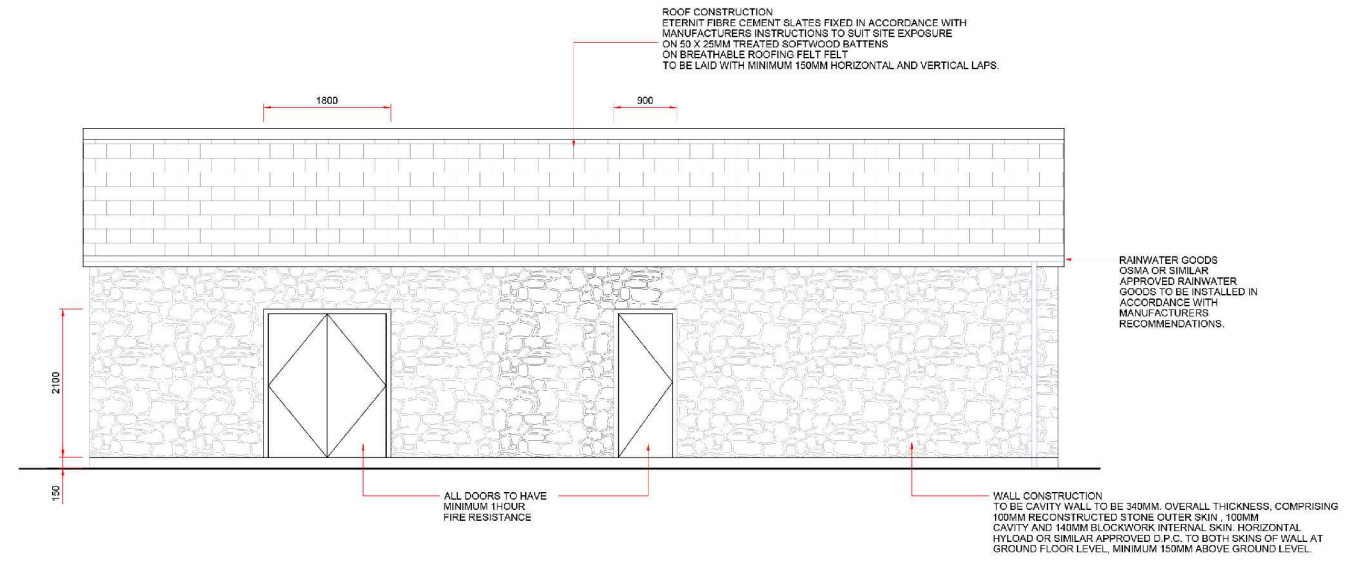 ROOF CONSTRUCTION
ETERNIT FIBRE CEMENT SLATES FIXED IN ACCORDANCE WITH
MANUFACTURERS INSTRUCTIONS TO SUIT SITE EXPOSURE
ON 50 X 25MM TREATED SOFTWOOD BATTENS
ON BREATHABLE ROOFING FELT FELT
TO BE LAID WITH MINIMUM 150MM HORIZONTAL AND VERTICAL LAPS.
1800
900
RAINWATER GOODS
OSMA OR SIMILAR
APPROVED RAINWATER
GOODS TO BE INSTALLED IN
ACCORDANCE WITH
MANUFACTURERS
RECOMMENDATIONS.
2100
150
ALL DOORS TO HAVE
MINIMUM 1HOUR
FIRE RESISTANCE
WALL CONSTRUCTION
TO BE CAVITY WALL TO BE 340MM. OVERALL THICKNESS, COMPRISING
100MM RECONSTRUCTED STONE OUTER SKIN , 100MM
CAVITY AND 140MM BLOCKWORK INTERNAL SKIN. HORIZONTAL
HYLOAD OR SIMILAR APPROVED D.P.C. TO BOTH SKINS OF WALL AT
GROUND FLOOR LEVEL, MINIMUM 150MM ABOVE GROUND LEVEL.